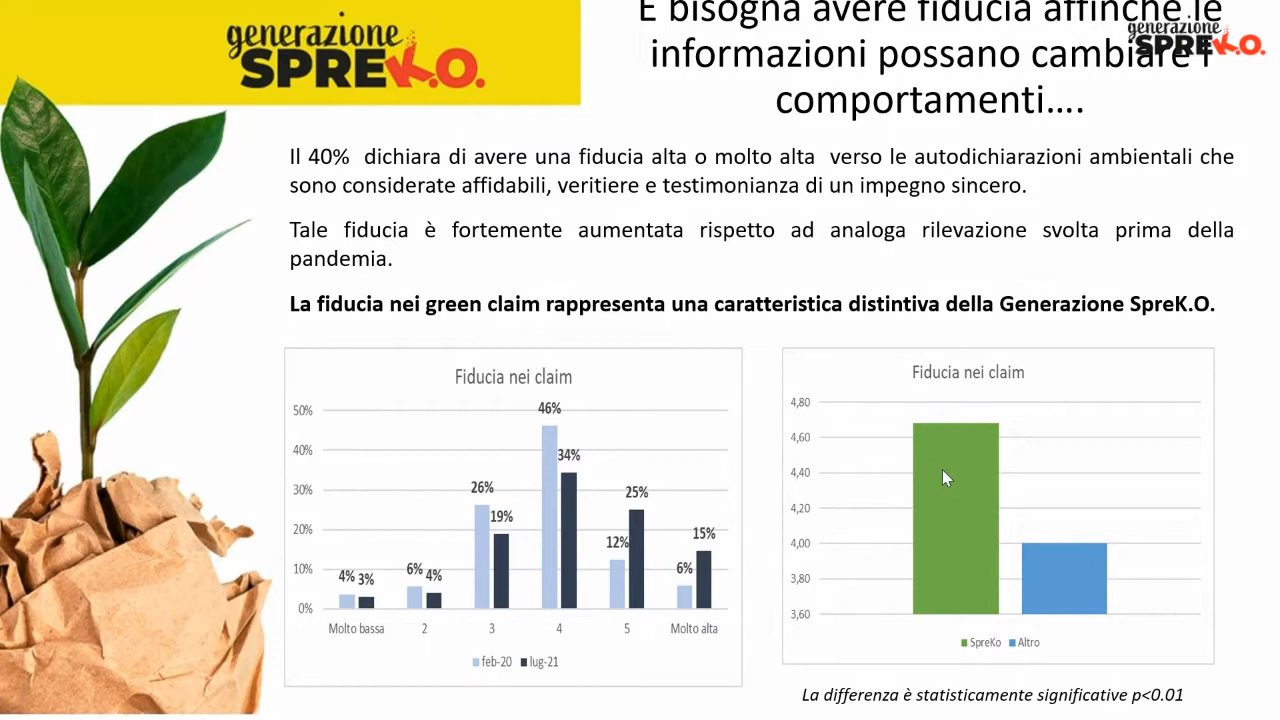 generazione
SPREK.O.
E bisogna avere fiducia affinché le
informazioni possano cambiare i
comportamenti....
generazione
SPREK.O.
Il 40% dichiara di avere una fiducia alta o molto alta verso le autodichiarazioni ambientali che
sono considerate affidabili, veritiere e testimonianza di un impegno sincero.
Tale fiducia è fortemente aumentata rispetto ad analoga rilevazione svolta prima della
pandemia.
La fiducia nei green claim rappresenta una caratteristica distintiva della Generazione SpreK.O.
Fiducia nei claim
50%
40%
30%
20%
10%
0%
4% 3%
6% 4%
26% 19%
46% 34%
12% 25%
6% 15%
Molto bassa 2 3 4 5 Molto alta
feb-20 lug-21
Fiducia nei claim
4,80
4,60
4,40
4,20
4,00
3,80
3,60
SpreKo Altro
La differenza è statisticamente significative p<0.01